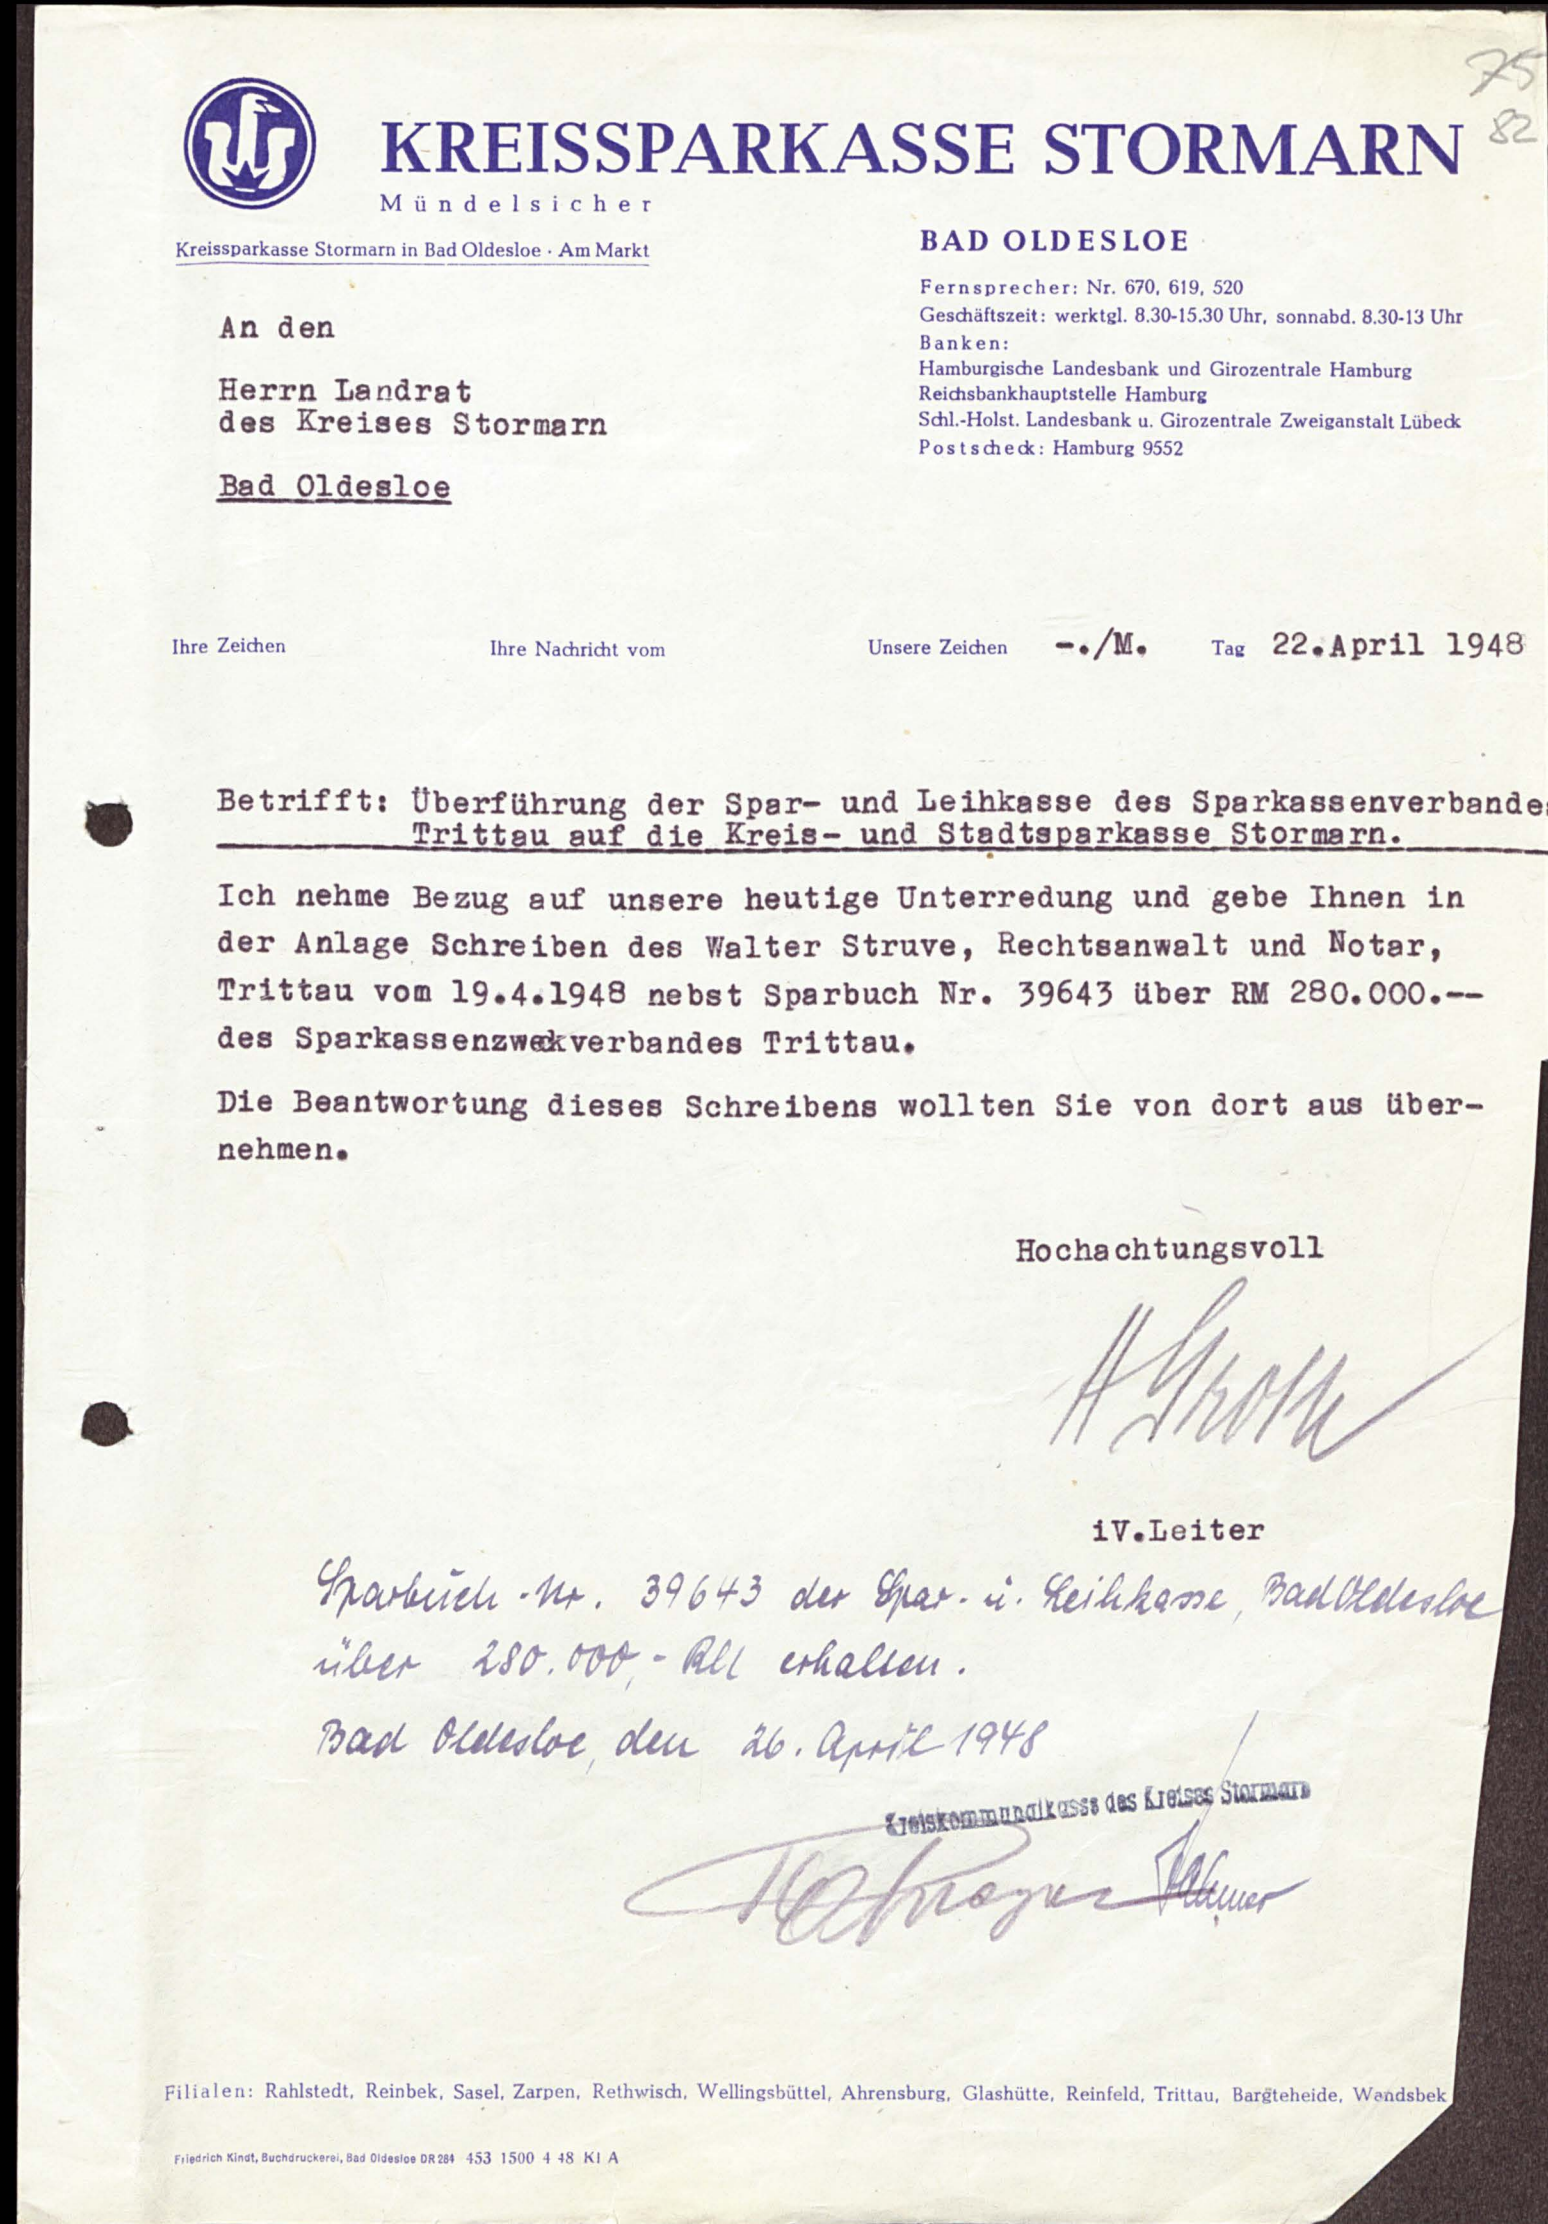 75
82
KREISSPARKASSE STORMARN
Mündelsicher
Kreissparkasse Stormarn in Bad Oldesloe · Am Markt
BAD OLDESLOE
Fernsprecher: Nr. 670, 619, 520
Geschäftszeit: werktgl. 8.30-15.30 Uhr, sonnabd. 8.30-13 Uhr
Banken:
Hamburgische Landesbank und Girozentrale Hamburg
Reichsbankhauptstelle Hamburg
Schl.-Holst. Landesbank u. Girozentrale Zweiganstalt Lübeck
Postscheck: Hamburg 9552
An den
Herrn Landrat
des Kreises Stormarn
Bad Oldesloe
Ihre Zeichen Ihre Nachricht vom Unsere Zeichen -./M. Tag 22.April 1948
Betrifft: Überführung der Spar- und Leihkasse des Sparkassenverbandes
Trittau auf die Kreis- und Stadtsparkasse Stormarn.
Ich nehme Bezug auf unsere heutige Unterredung und gebe Ihnen in
der Anlage Schreiben des Walter Struve, Rechtsanwalt und Notar,
Trittau vom 19.4.1948 nebst Sparbuch Nr. 39643 über RM 280.000.--
des Sparkassenzwekverbandes Trittau.
Die Beantwortung dieses Schreibens wollten Sie von dort aus über-
nehmen.
Hochachtungsvoll
iV.Leiter
Sparbuch-Nr. 39643 der Spar- u. Leihkasse, Bad Oldesloe
über 280.000,- RM erhalten.
Bad Oldesloe, den 26. April 1948
Kreiskommunalkasse des Kreises Stormarn
Filialen: Rahlstedt, Reinbek, Sasel, Zarpen, Rethwisch, Wellingsbüttel, Ahrensburg, Glashütte, Reinfeld, Trittau, Bargteheide, Wandsbek
Friedrich Kindt, Buchdruckerei, Bad Oldesloe DR 284 453 1500 4 48 Kl A